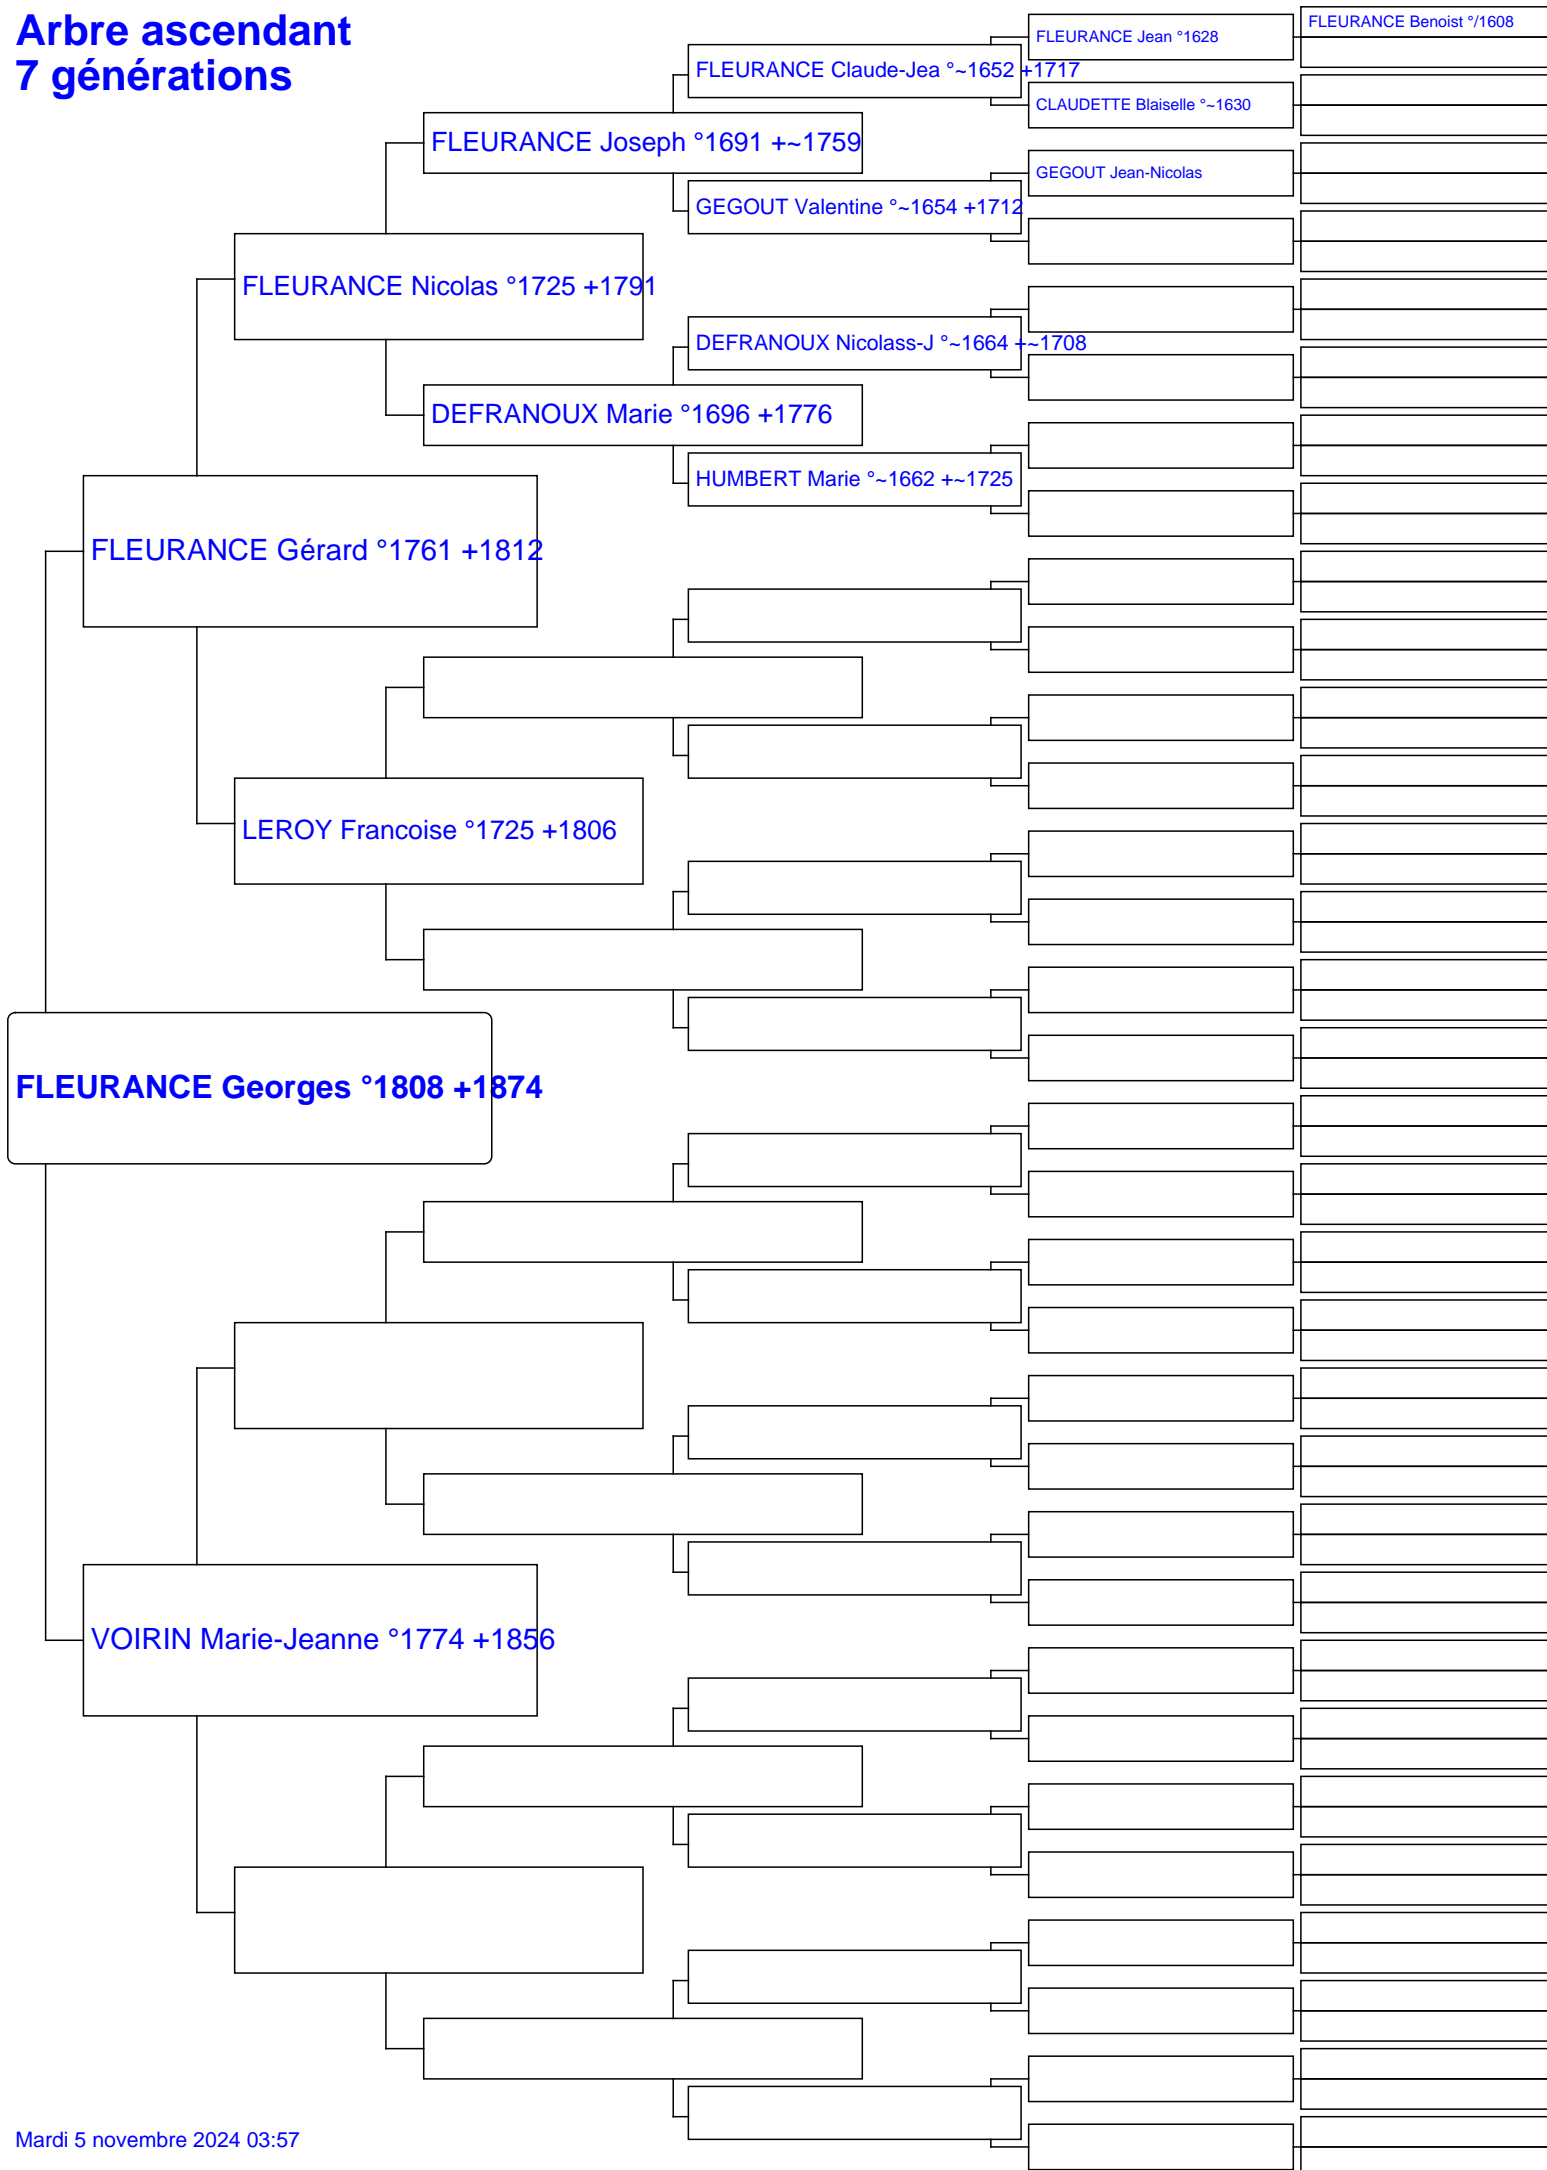 Arbre ascendant
7 générations
FLEURANCE Benoist °/1608
FLEURANCE Jean °1628
FLEURANCE Claude-Jea °~1652 +1717
CLAUDETTE Blaiselle °~1630
FLEURANCE Joseph °1691 +~1759
GEGOUT Jean-Nicolas
GEGOUT Valentine °~1654 +1712
FLEURANCE Nicolas °1725 +1791
DEFRANOUX Nicolass-J °~1664 +~1708
DEFRANOUX Marie °1696 +1776
HUMBERT Marie °~1662 +~1725
FLEURANCE Gérard °1761 +1812
LEROY Francoise °1725 +1806
FLEURANCE Georges °1808 +1874
VOIRIN Marie-Jeanne °1774 +1856
Mardi 5 novembre 2024 03:57